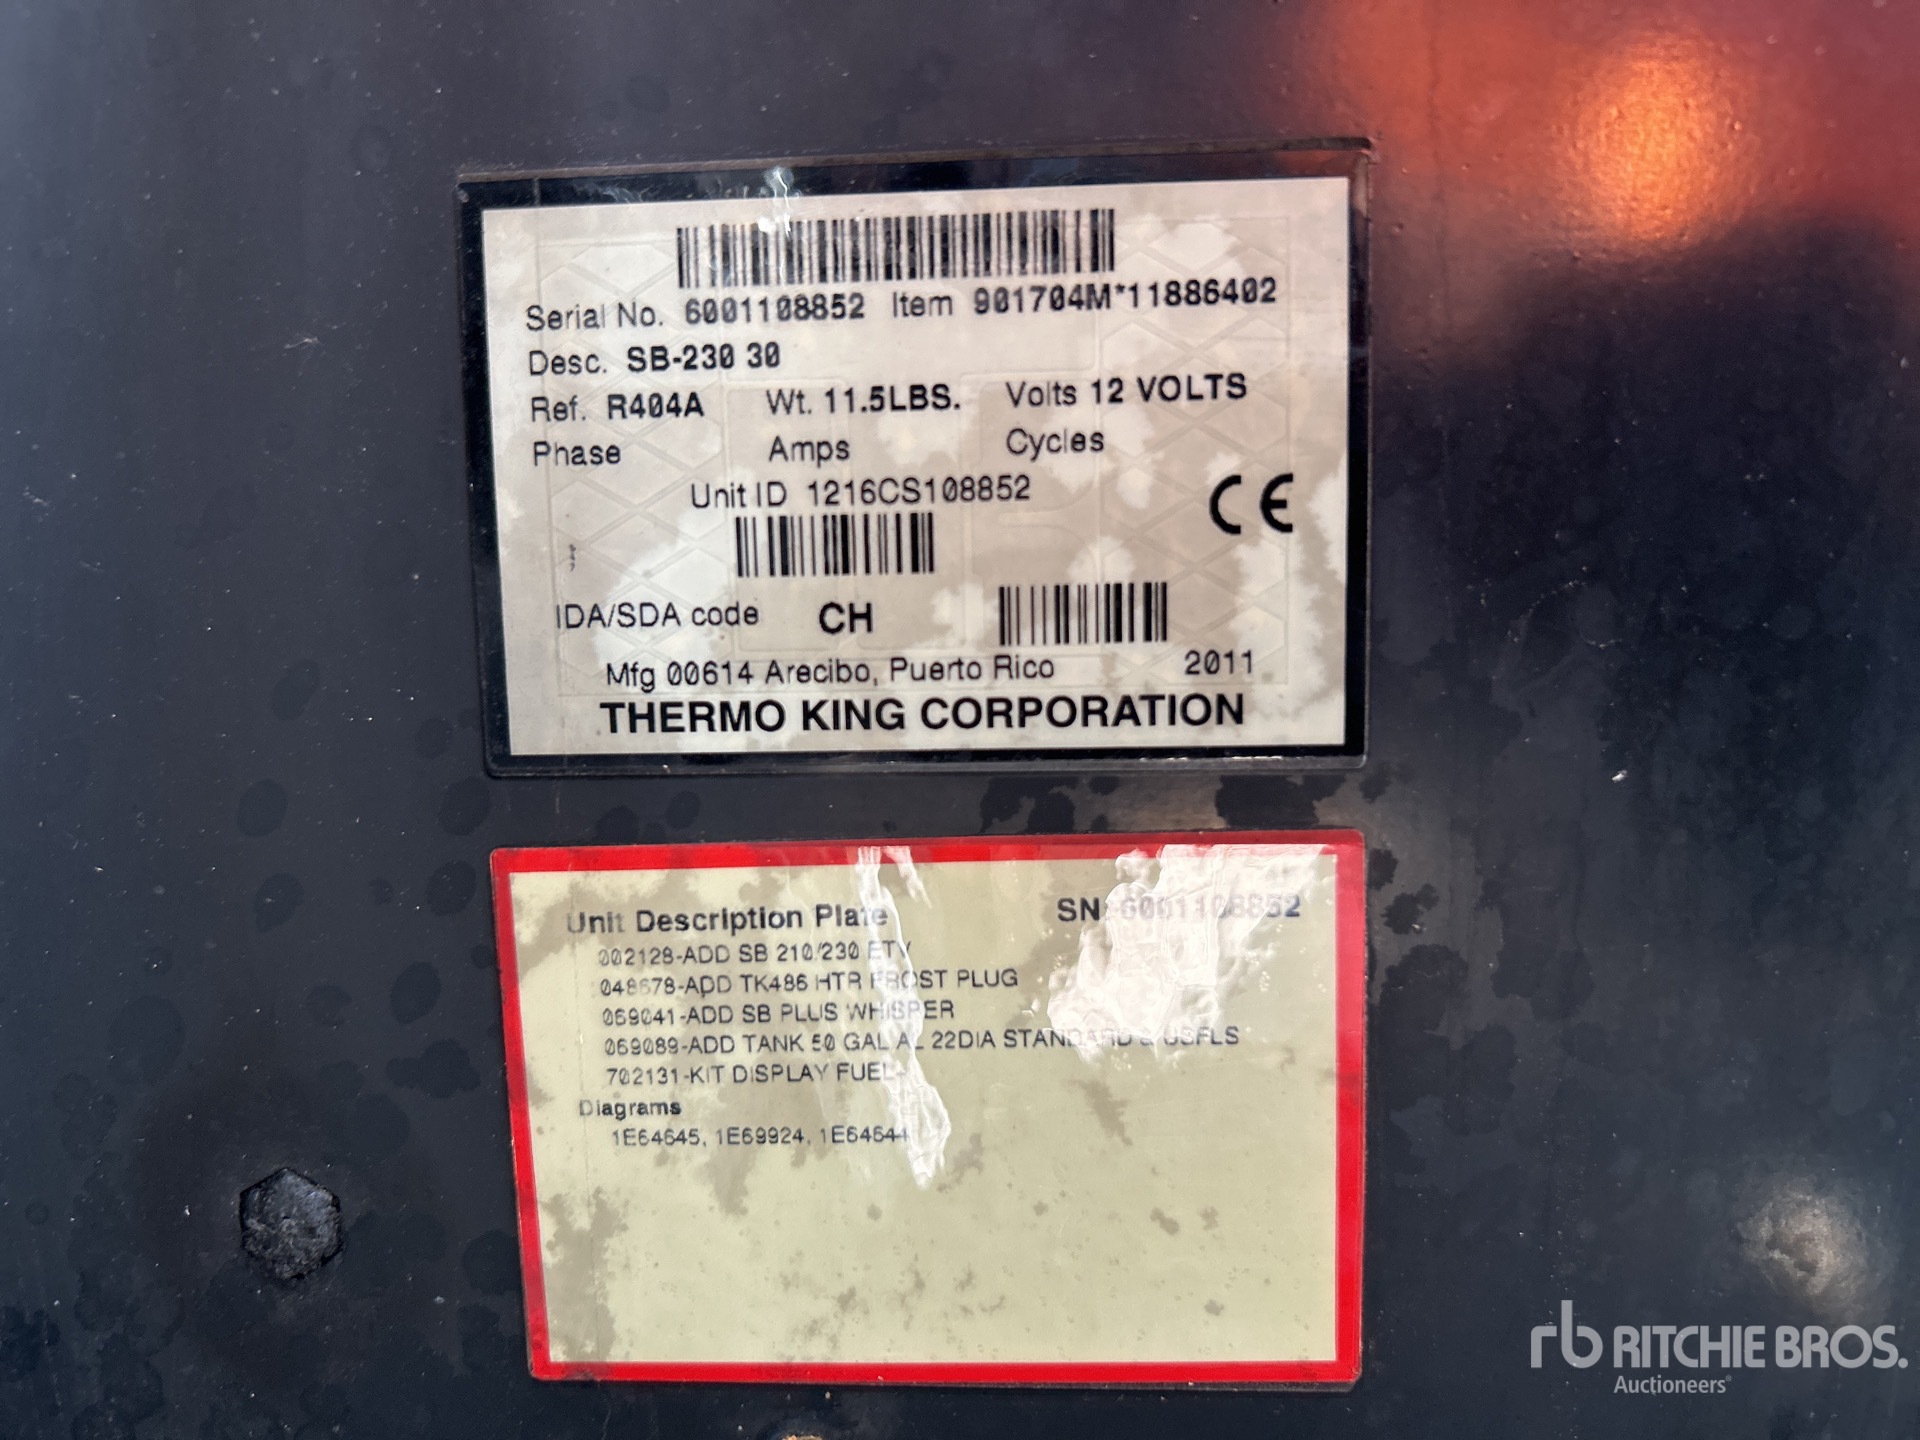 Serial No. 6001108852 Item 901704M*11886402
Desc. SB-230 30
Ref. R404A Wt. 11.5LBS. Volts 12 VOLTS
Phase Amps Cycles
Unit ID 1216CS108852
CE
IDA/SDA code CH
Mfg 00614 Arecibo, Puerto Rico 2011
THERMO KING CORPORATION
Unit Description Plate SN: 6001108852
002128-ADD SB 210/230 ETV
048678-ADD TK486 HTR FROST PLUG
069041-ADD SB PLUS WHISPER
069089-ADD TANK 50 GAL AL 22DIA STANDARD & USFLS
702131-KIT DISPLAY FUEL
Diagrams
1E64645, 1E69924, 1E64644
rb RITCHIE BROS.
Auctioneers